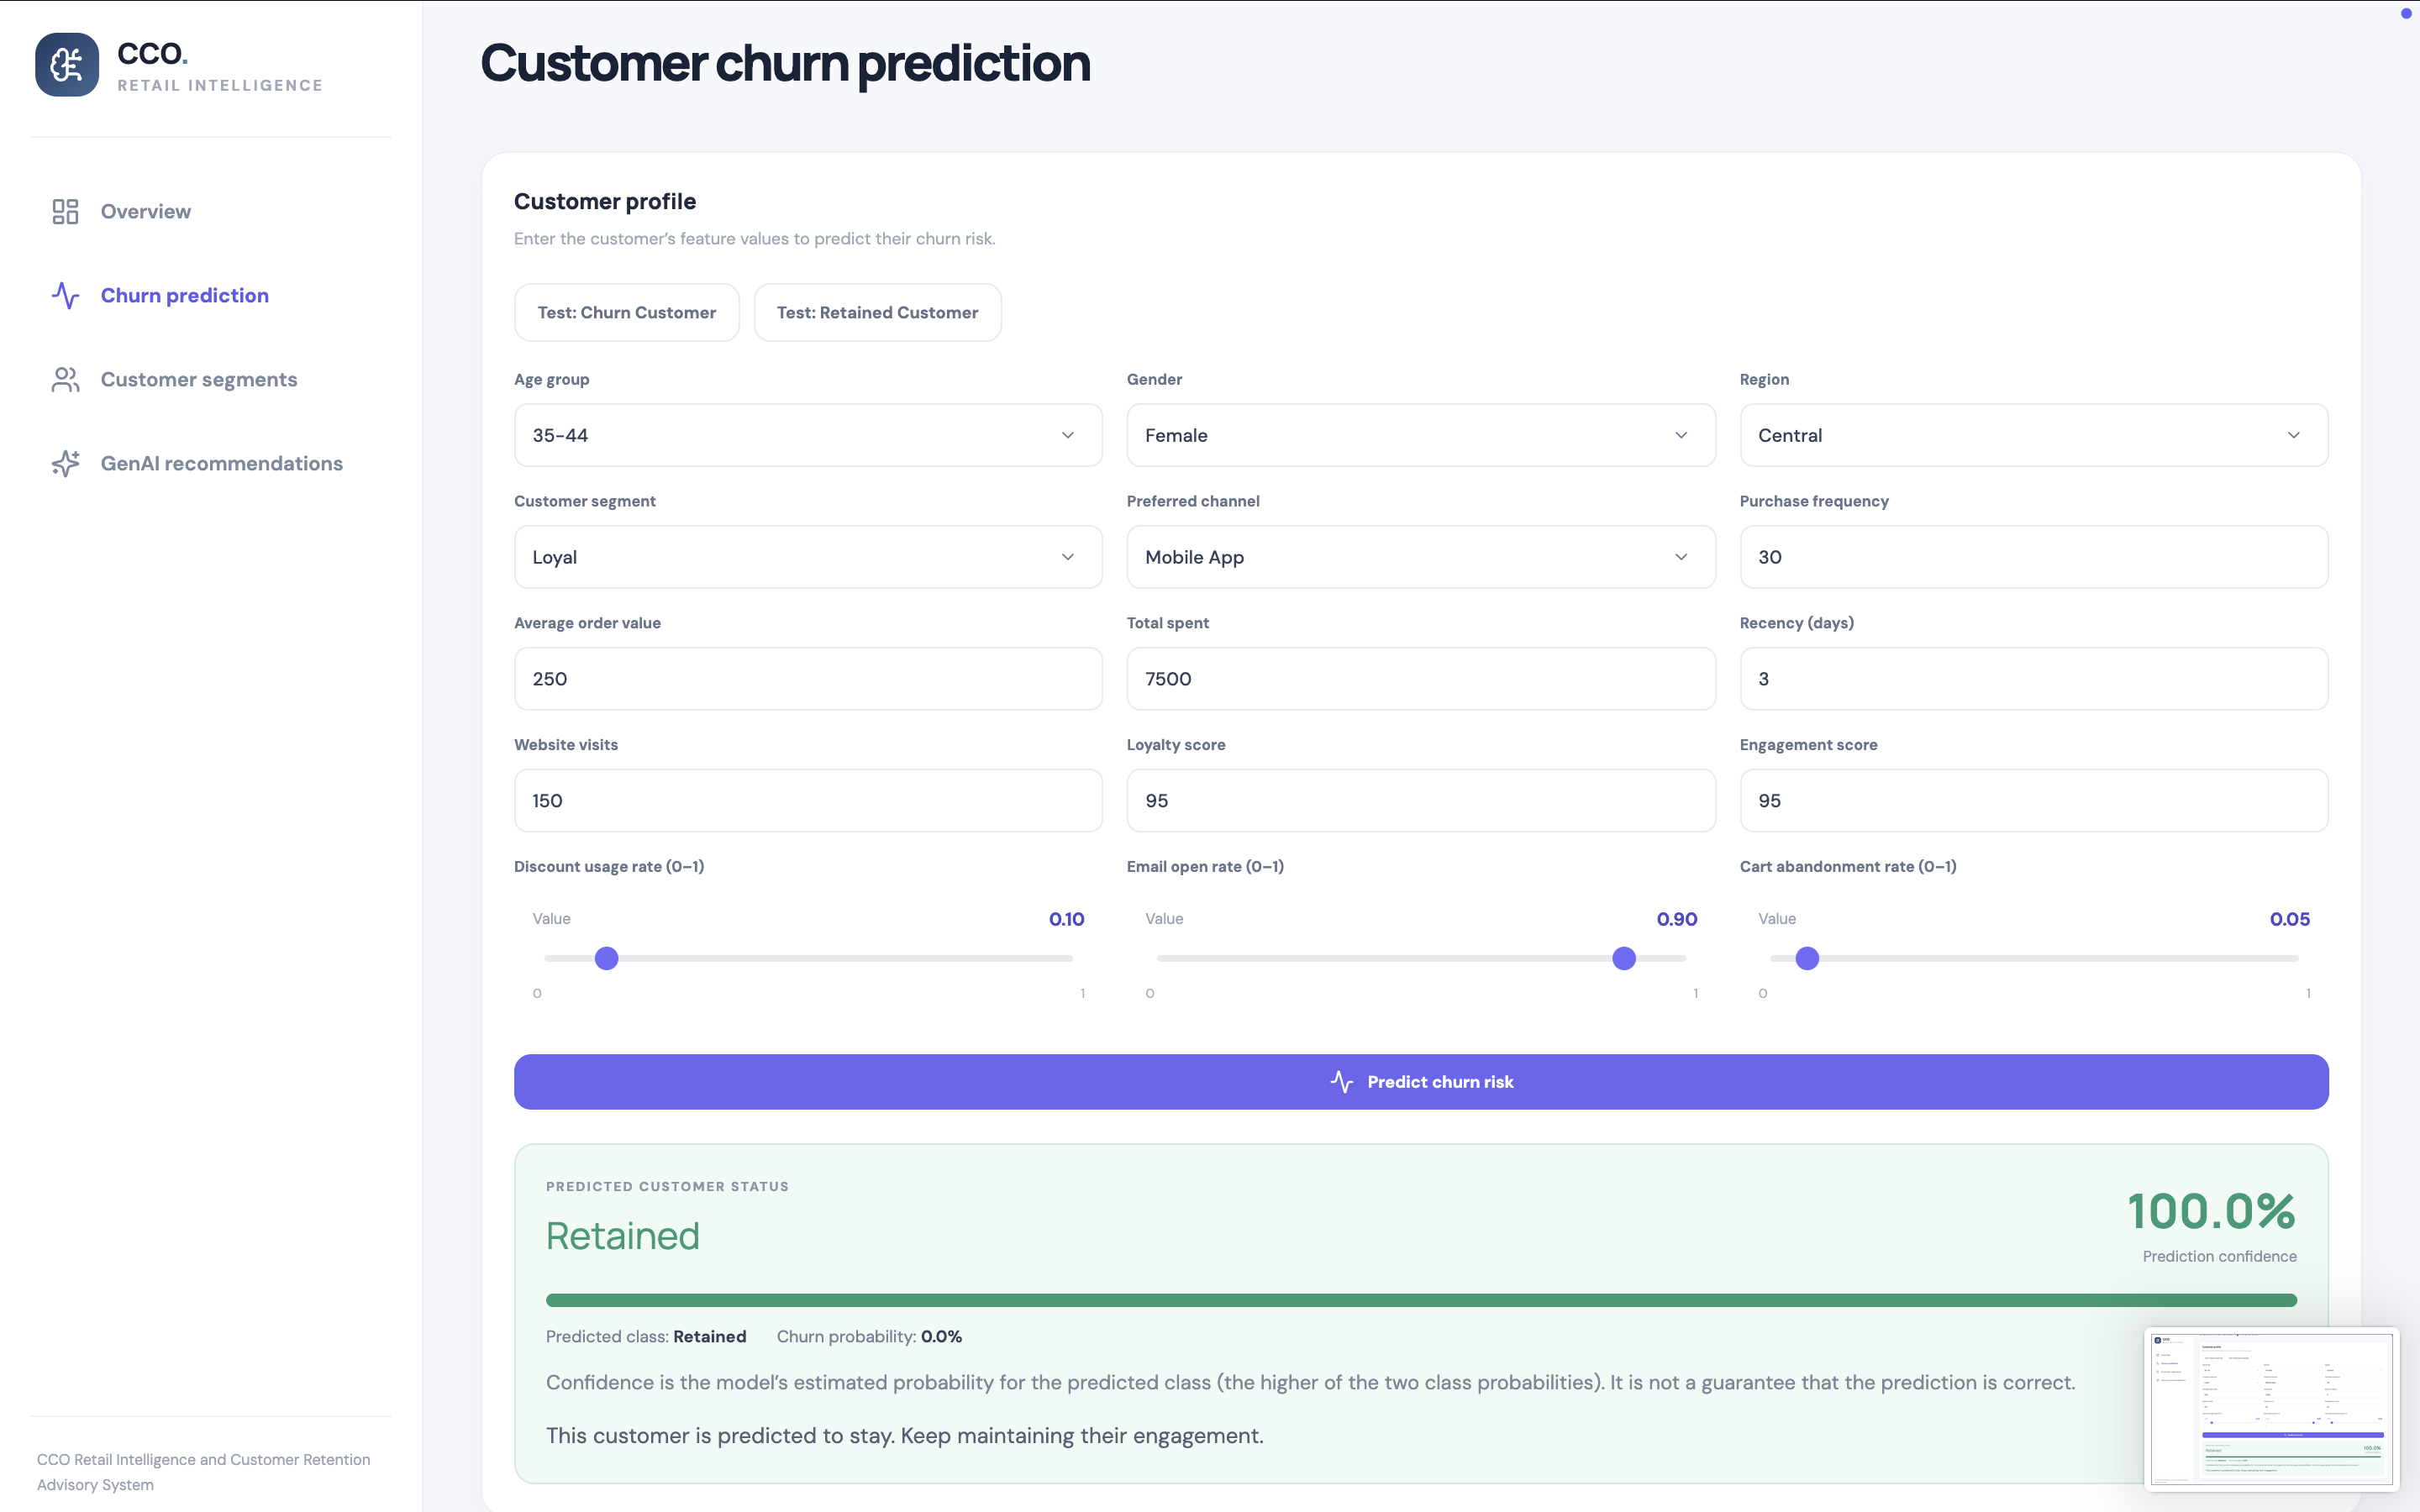 CCO.
RETAIL INTELLIGENCE
Overview
Churn prediction
Customer segments
GenAI recommendations
CCO Retail Intelligence and Customer Retention
Advisory System
Customer churn prediction
Customer profile
Enter the customer's feature values to predict their churn risk.
Test: Churn Customer
Test: Retained Customer
Age group
35-44
Gender
Female
Region
Central
Customer segment
Loyal
Preferred channel
Mobile App
Purchase frequency
30
Average order value
250
Total spent
7500
Recency (days)
3
Website visits
150
Loyalty score
95
Engagement score
95
Discount usage rate (0–1)
Value 0.10
0 1
Email open rate (0–1)
Value 0.90
0 1
Cart abandonment rate (0–1)
Value 0.05
0 1
Predict churn risk
PREDICTED CUSTOMER STATUS
Retained
100.0%
Prediction confidence
Predicted class: Retained Churn probability: 0.0%
Confidence is the model's estimated probability for the predicted class (the higher of the two class probabilities). It is not a guarantee that the prediction is correct.
This customer is predicted to stay. Keep maintaining their engagement.